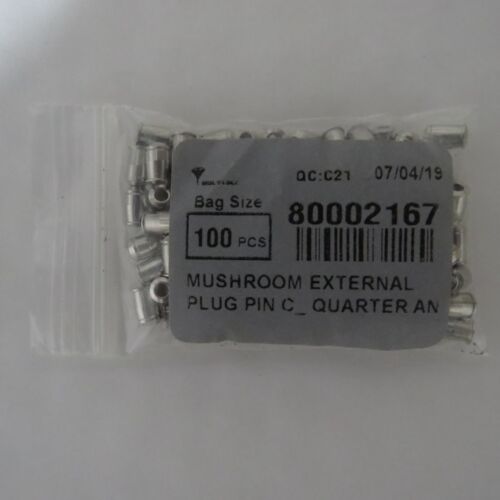 QC:C21 07/04/19
Bag Size
80002167
100 PCS
MUSHROOM EXTERNAL
PLUG PIN C_ QUARTER AN